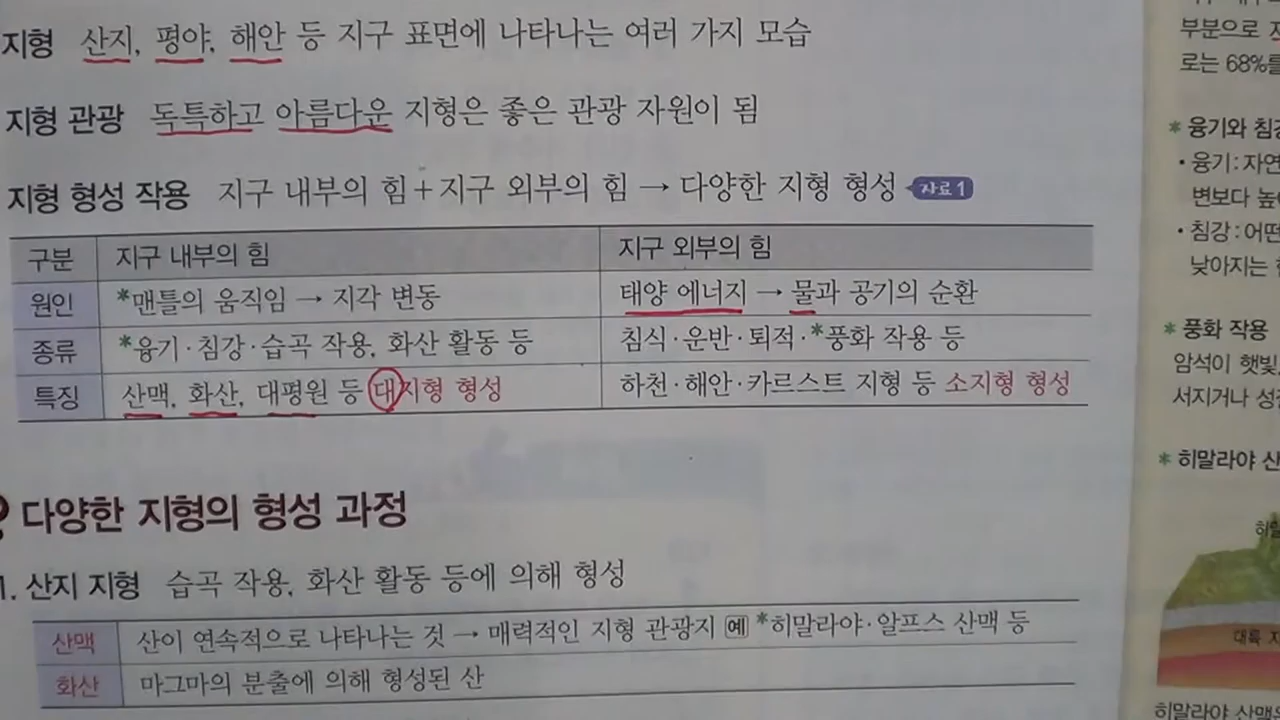 지형 산지, 평야, 해안 등 지구 표면에 나타나는 여러 가지 모습
지형 관광 독특하고 아름다운 지형은 좋은 관광 자원이 됨
지형 형성 작용 지구 내부의 힘+지구 외부의 힘 → 다양한 지형 형성 자료1
구분 지구 내부의 힘 지구 외부의 힘
원인 *맨틀의 움직임 → 지각 변동 태양 에너지 → 물과 공기의 순환
종류 *융기·침강·습곡 작용, 화산 활동 등 침식·운반·퇴적·*풍화 작용 등
특징 산맥, 화산, 대평원 등 대지형 형성 하천·해안·카르스트 지형 등 소지형 형성
다양한 지형의 형성 과정
1. 산지 지형 습곡 작용, 화산 활동 등에 의해 형성
산맥 산이 연속적으로 나타나는 것 → 매력적인 지형 관광지 예 *히말라야·알프스 산맥 등
화산 마그마의 분출에 의해 형성된 산
부분으로
로는 68%를
* 융기와 침강
• 융기: 자연
변보다 높
• 침강: 어떤
낮아지는
* 풍화 작용
암석이 햇빛,
서지거나 성
* 히말라야 산
대륙 지
히말라야 산맥